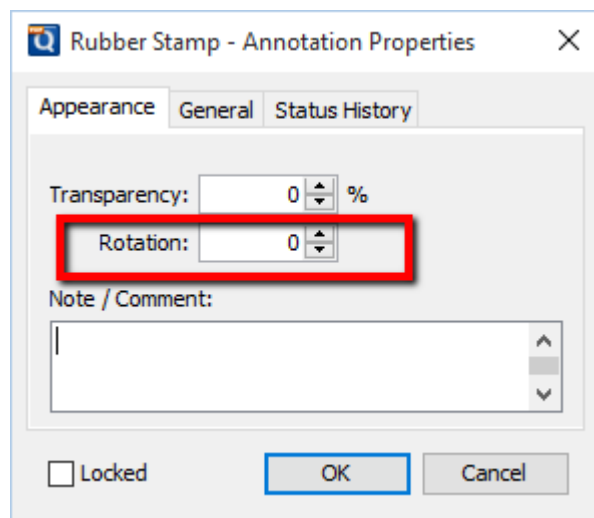 Rubber Stamp - Annotation Properties
Appearance General Status History
Transparency: 0 %
Rotation: 0
Note / Comment:
Locked OK Cancel